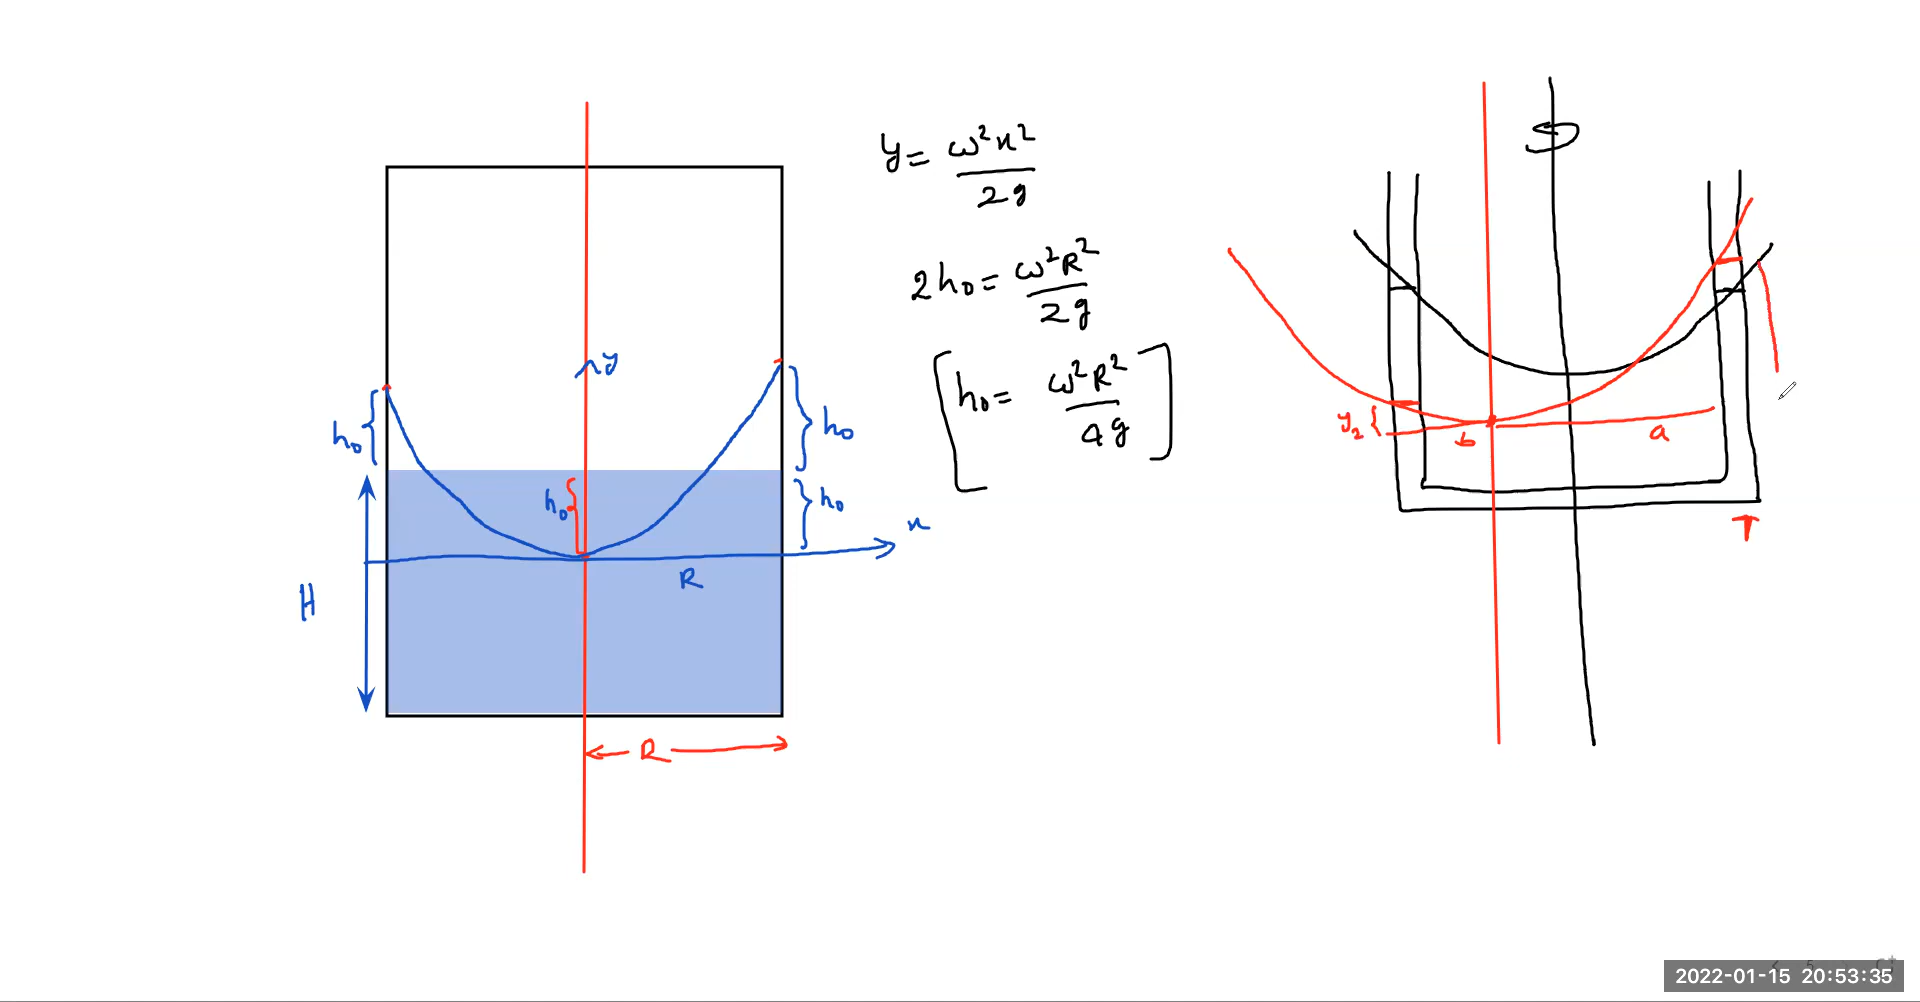 y = ω²x²
2g
2h₀ = ω²R²
2g
h₀ = ω²R²
4g
y
h₀
h₀
h₀
h₀
x
R
H
R
y₂
b
a
2022-01-15 20:53:35